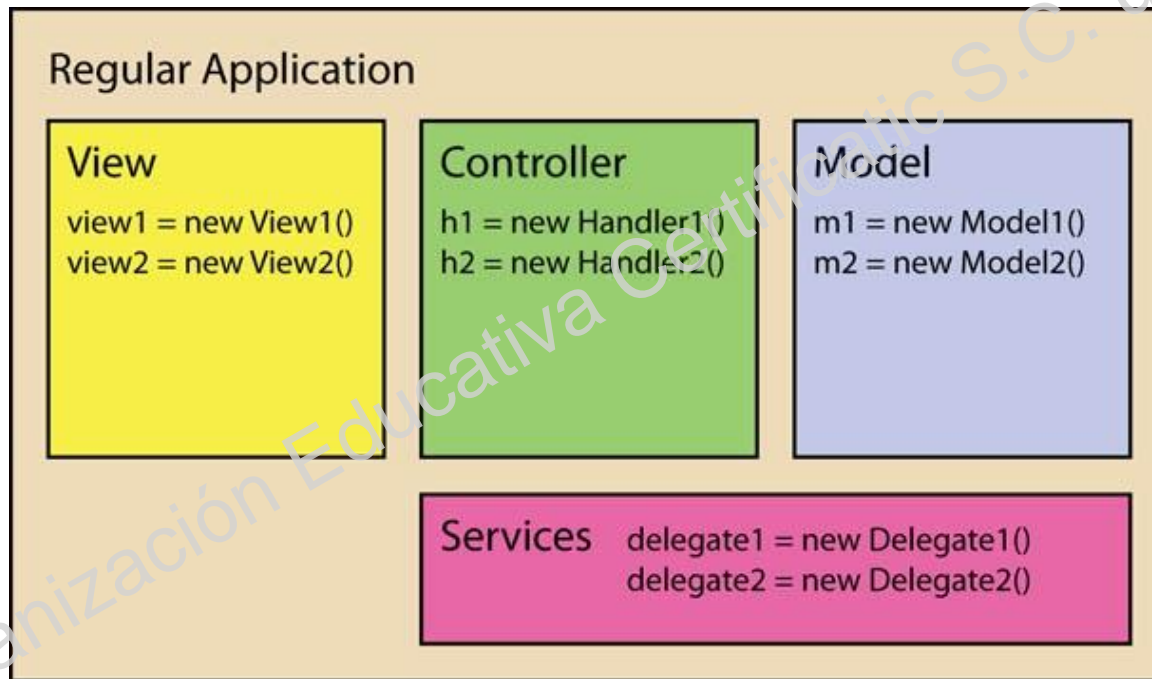 Regular Application
View
view1 = new View1()
view2 = new View2()
Controller
h1 = new Handler1()
h2 = new Handler2()
Model
m1 = new Model1()
m2 = new Model2()
Services
delegate1 = new Delegate1()
delegate2 = new Delegate2()
Educativa Certificatic S.C.